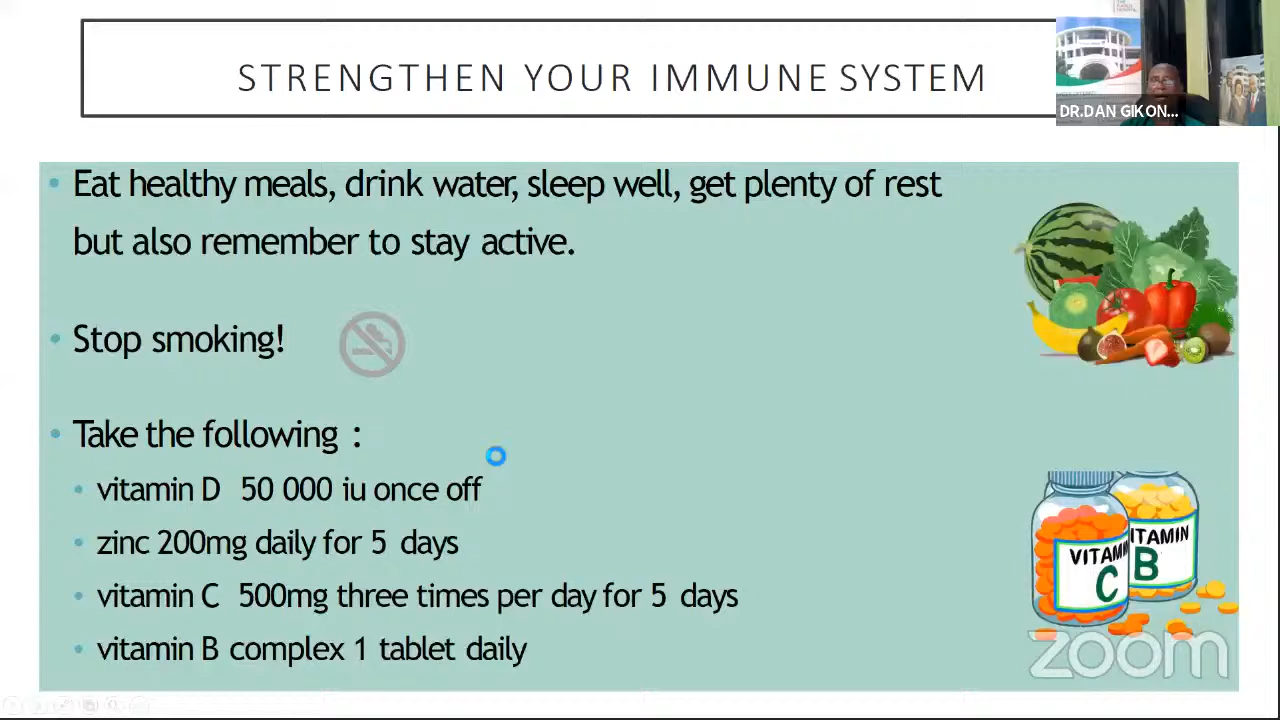 STRENGTHEN YOUR IMMUNE SYSTEM
DR.DAN GIKON...
• Eat healthy meals, drink water, sleep well, get plenty of rest
but also remember to stay active.
• Stop smoking!
• Take the following :
• vitamin D 50 000 iu once off
• zinc 200mg daily for 5 days
• vitamin C 500mg three times per day for 5 days
• vitamin B complex 1 tablet daily
VITAM
C
ITAMIN
B
zoom